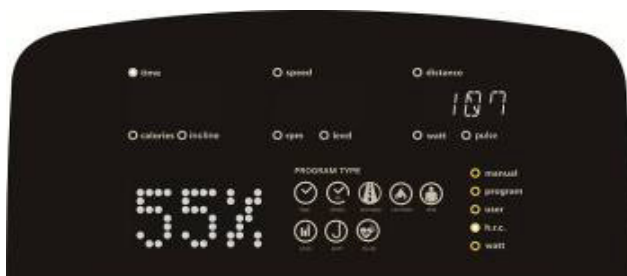 time speed distance
107
calories incline rpm level watt pulse
PROGRAM TYPE
manual
program
user
h.r.c.
watt
55%